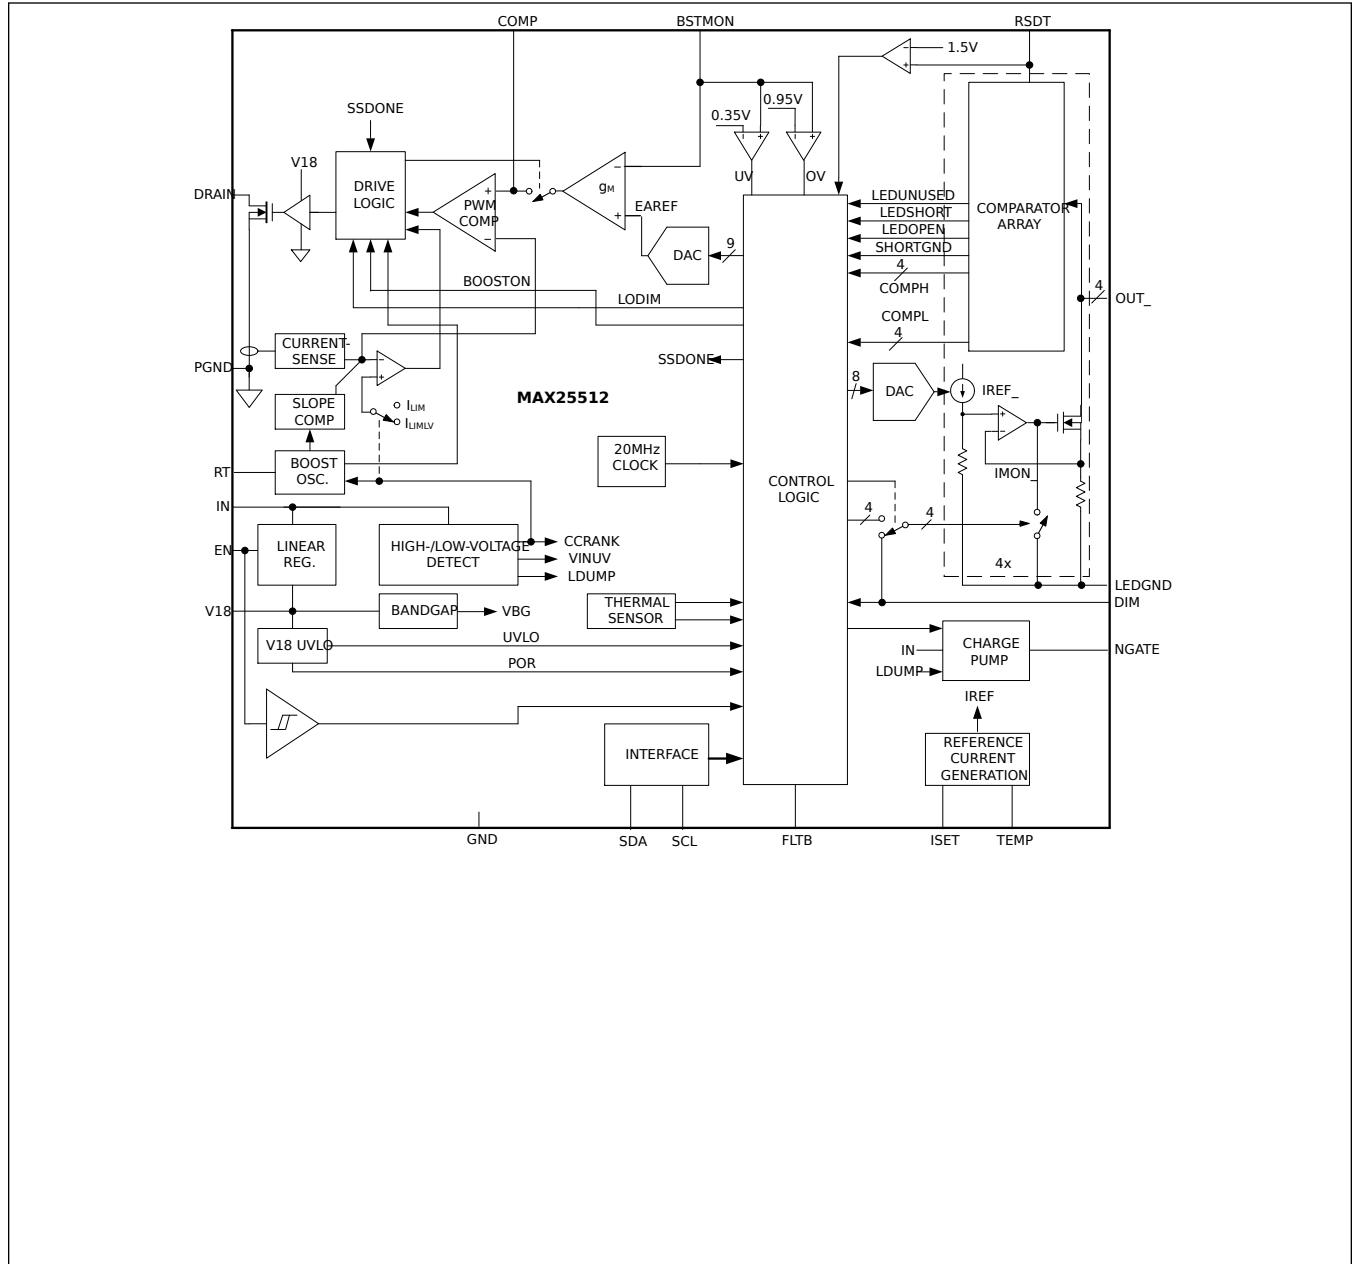 COMP
BSTMON
RSDT
1.5V
0.95V
SSDONE
0.35V
V18
UV
OV
DRAIN
DRIVE
LOGIC
PWM
COMP
gM
LEDUNUSED
LEDSHORT
LEDOPEN
SHORTGND
COMPARATOR
ARRAY
EAREF
DAC
9
4
COMPH
BOOSTON
LODIM
4
OUT_
COMPL
4
CURRENT-
SENSE
SSDONE
PGND
8
DAC
IREF_
MAX25512
SLOPE
COMP
ILIM
ILIMLV
20MHz
CLOCK
BOOST
OSC.
RT
CONTROL
LOGIC
IMON_
IN
4
4
EN
LINEAR
REG.
HIGH-/LOW-VOLTAGE
DETECT
CCRANK
VINUV
LDUMP
4x
LEDGND
DIM
V18
BANDGAP
VBG
THERMAL
SENSOR
V18 UVLO
UVLO
POR
IN
LDUMP
CHARGE
PUMP
NGATE
IREF
REFERENCE
CURRENT
GENERATION
INTERFACE
GND
SDA
SCL
FLTB
ISET
TEMP